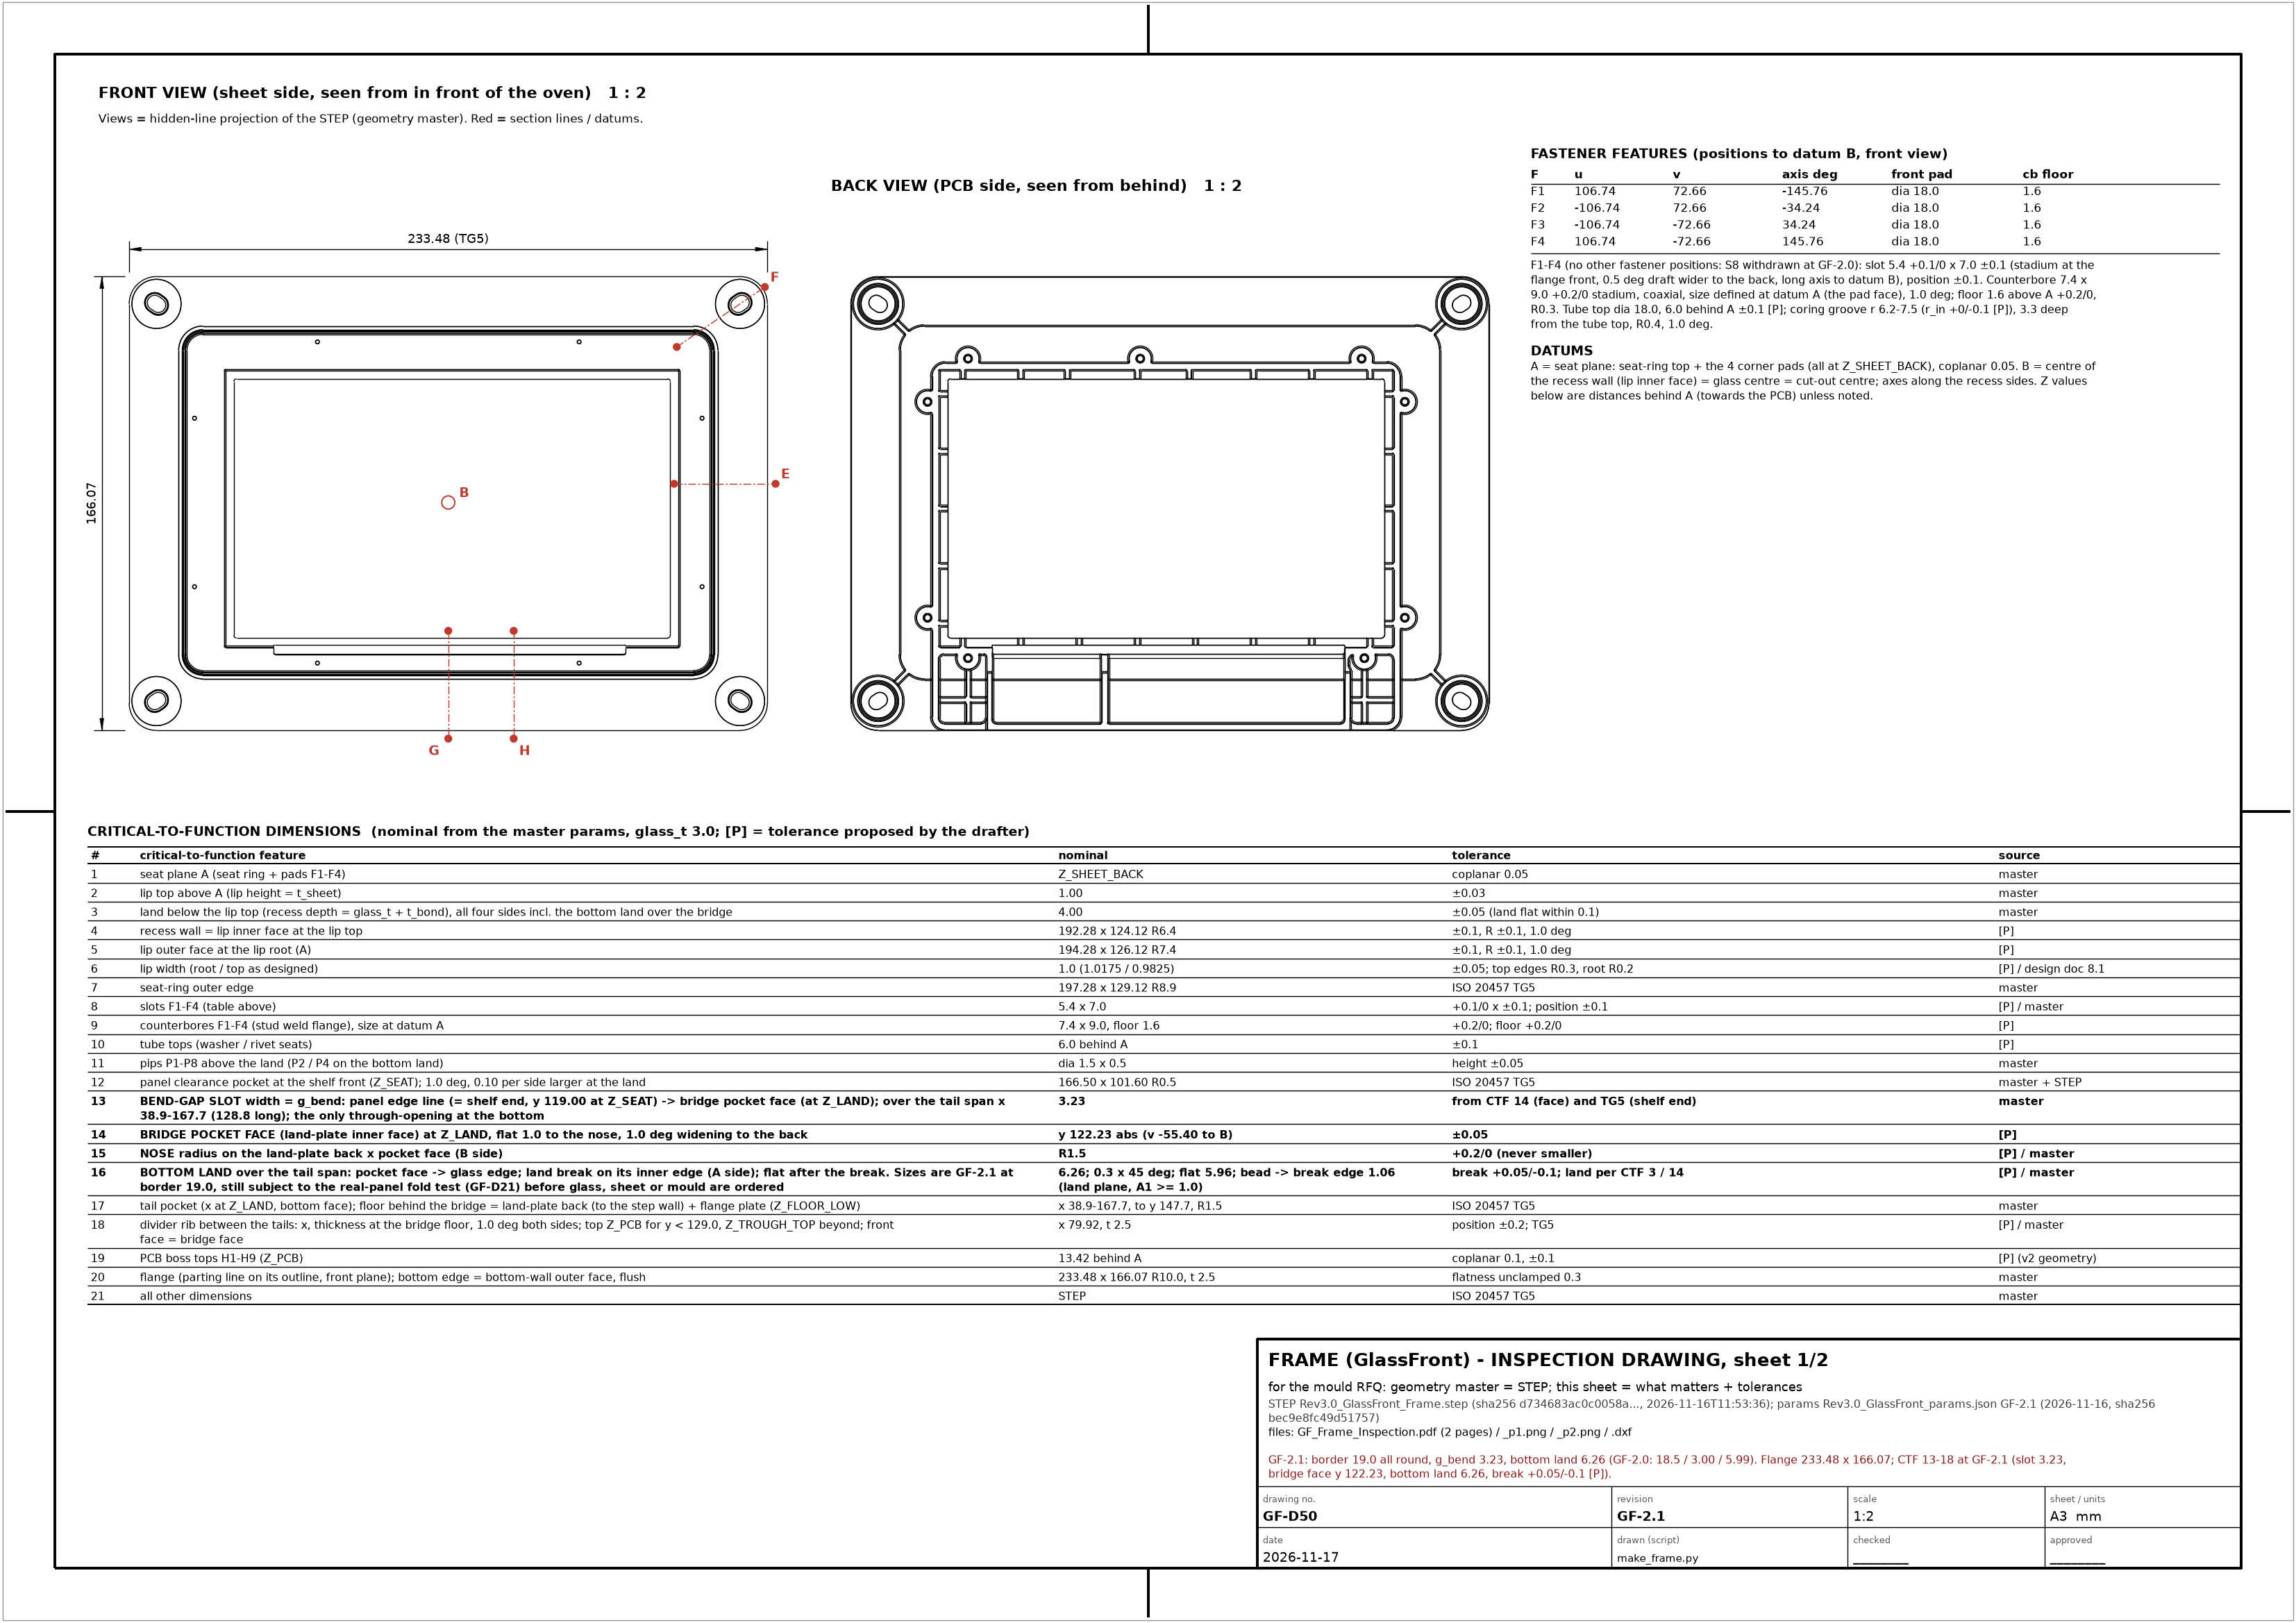 FRONT VIEW (sheet side, seen from in front of the oven)   1 : 2
Views = hidden-line projection of the STEP (geometry master). Red = section lines / datums.
BACK VIEW (PCB side, seen from behind)   1 : 2
233.48 (TG5)
166.07
F
E
B
G
H
FASTENER FEATURES (positions to datum B, front view)
F u v axis deg front pad cb floor
F1 106.74 72.66 -145.76 dia 18.0 1.6
F2 -106.74 72.66 -34.24 dia 18.0 1.6
F3 -106.74 -72.66 34.24 dia 18.0 1.6
F4 106.74 -72.66 145.76 dia 18.0 1.6
F1-F4 (no other fastener positions: S8 withdrawn at GF-2.0): slot 5.4 +0.1/0 x 7.0 ±0.1 (stadium at the
flange front, 0.5 deg draft wider to the back, long axis to datum B), position ±0.1. Counterbore 7.4 x
9.0 +0.2/0 stadium, coaxial, size defined at datum A (the pad face), 1.0 deg; floor 1.6 above A +0.2/0,
R0.3. Tube top dia 18.0, 6.0 behind A ±0.1 [P]; coring groove r 6.2-7.5 (r_in +0/-0.1 [P]), 3.3 deep
from the tube top, R0.4, 1.0 deg.
DATUMS
A = seat plane: seat-ring top + the 4 corner pads (all at Z_SHEET_BACK), coplanar 0.05. B = centre of
the recess wall (lip inner face) = glass centre = cut-out centre; axes along the recess sides. Z values
below are distances behind A (towards the PCB) unless noted.
CRITICAL-TO-FUNCTION DIMENSIONS  (nominal from the master params, glass_t 3.0; [P] = tolerance proposed by the drafter)
# critical-to-function feature nominal tolerance source
1 seat plane A (seat ring + pads F1-F4) Z_SHEET_BACK coplanar 0.05 master
2 lip top above A (lip height = t_sheet) 1.00 ±0.03 master
3 land below the lip top (recess depth = glass_t + t_bond), all four sides incl. the bottom land over the bridge 4.00 ±0.05 (land flat within 0.1) master
4 recess wall = lip inner face at the lip top 192.28 x 124.12 R6.4 ±0.1, R ±0.1, 1.0 deg [P]
5 lip outer face at the lip root (A) 194.28 x 126.12 R7.4 ±0.1, R ±0.1, 1.0 deg [P]
6 lip width (root / top as designed) 1.0 (1.0175 / 0.9825) ±0.05; top edges R0.3, root R0.2 [P] / design doc 8.1
7 seat-ring outer edge 197.28 x 129.12 R8.9 ISO 20457 TG5 master
8 slots F1-F4 (table above) 5.4 x 7.0 +0.1/0 x ±0.1; position ±0.1 [P] / master
9 counterbores F1-F4 (stud weld flange), size at datum A 7.4 x 9.0, floor 1.6 +0.2/0; floor +0.2/0 [P]
10 tube tops (washer / rivet seats) 6.0 behind A ±0.1 [P]
11 pips P1-P8 above the land (P2 / P4 on the bottom land) dia 1.5 x 0.5 height ±0.05 master
12 panel clearance pocket at the shelf front (Z_SEAT); 1.0 deg, 0.10 per side larger at the land 166.50 x 101.60 R0.5 ISO 20457 TG5 master + STEP
13 BEND-GAP SLOT width = g_bend: panel edge line (= shelf end, y 119.00 at Z_SEAT) -> bridge pocket face (at Z_LAND); over the tail span x 3.23 from CTF 14 (face) and TG5 (shelf end) master
38.9-167.7 (128.8 long); the only through-opening at the bottom
14 BRIDGE POCKET FACE (land-plate inner face) at Z_LAND, flat 1.0 to the nose, 1.0 deg widening to the back y 122.23 abs (v -55.40 to B) ±0.05 [P]
15 NOSE radius on the land-plate back x pocket face (B side) R1.5 +0.2/0 (never smaller) [P] / master
16 BOTTOM LAND over the tail span: pocket face -> glass edge; land break on its inner edge (A side); flat after the break. Sizes are GF-2.1 at 6.26; 0.3 x 45 deg; flat 5.96; bead -> break edge 1.06 break +0.05/-0.1; land per CTF 3 / 14 [P] / master
border 19.0, still subject to the real-panel fold test (GF-D21) before glass, sheet or mould are ordered (land plane, A1 >= 1.0)
17 tail pocket (x at Z_LAND, bottom face); floor behind the bridge = land-plate back (to the step wall) + flange plate (Z_FLOOR_LOW) x 38.9-167.7, to y 147.7, R1.5 ISO 20457 TG5 master
18 divider rib between the tails: x, thickness at the bridge floor, 1.0 deg both sides; top Z_PCB for y < 129.0, Z_TROUGH_TOP beyond; front x 79.92, t 2.5 position ±0.2; TG5 [P] / master
face = bridge face
19 PCB boss tops H1-H9 (Z_PCB) 13.42 behind A coplanar 0.1, ±0.1 [P] (v2 geometry)
20 flange (parting line on its outline, front plane); bottom edge = bottom-wall outer face, flush 233.48 x 166.07 R10.0, t 2.5 flatness unclamped 0.3 master
21 all other dimensions STEP ISO 20457 TG5 master
FRAME (GlassFront) - INSPECTION DRAWING, sheet 1/2
for the mould RFQ: geometry master = STEP; this sheet = what matters + tolerances
STEP Rev3.0_GlassFront_Frame.step (sha256 d734683ac0c0058a..., 2026-11-16T11:53:36); params Rev3.0_GlassFront_params.json GF-2.1 (2026-11-16, sha256
bec9e8fc49d51757)
files: GF_Frame_Inspection.pdf (2 pages) / _p1.png / _p2.png / .dxf
GF-2.1: border 19.0 all round, g_bend 3.23, bottom land 6.26 (GF-2.0: 18.5 / 3.00 / 5.99). Flange 233.48 x 166.07; CTF 13-18 at GF-2.1 (slot 3.23,
bridge face y 122.23, bottom land 6.26, break +0.05/-0.1 [P]).
drawing no. revision scale sheet / units
GF-D50 GF-2.1 1:2 A3  mm
date drawn (script) checked approved
2026-11-17 make_frame.py ________ ________